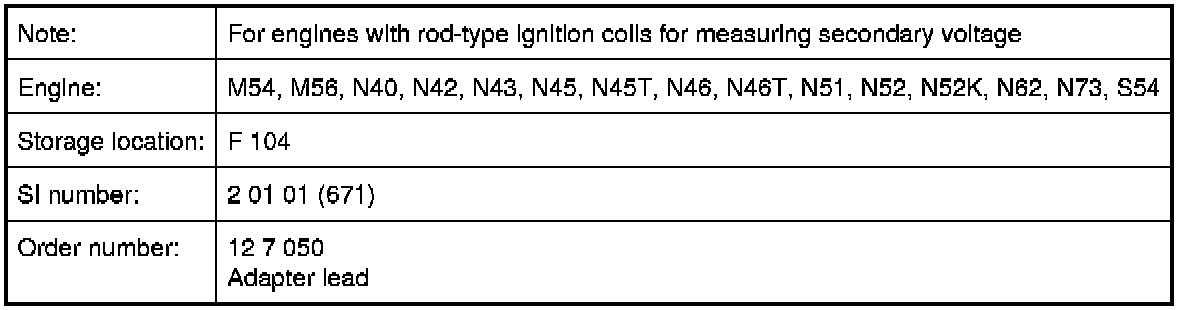 Note: For engines with rod-type ignition coils for measuring secondary voltage
Engine: M54, M56, N40, N42, N43, N45, N45T, N46, N46T, N51, N52, N52K, N62, N73, S54
Storage location: F 104
SI number: 2 01 01 (671)
Order number: 12 7 050
Adapter lead